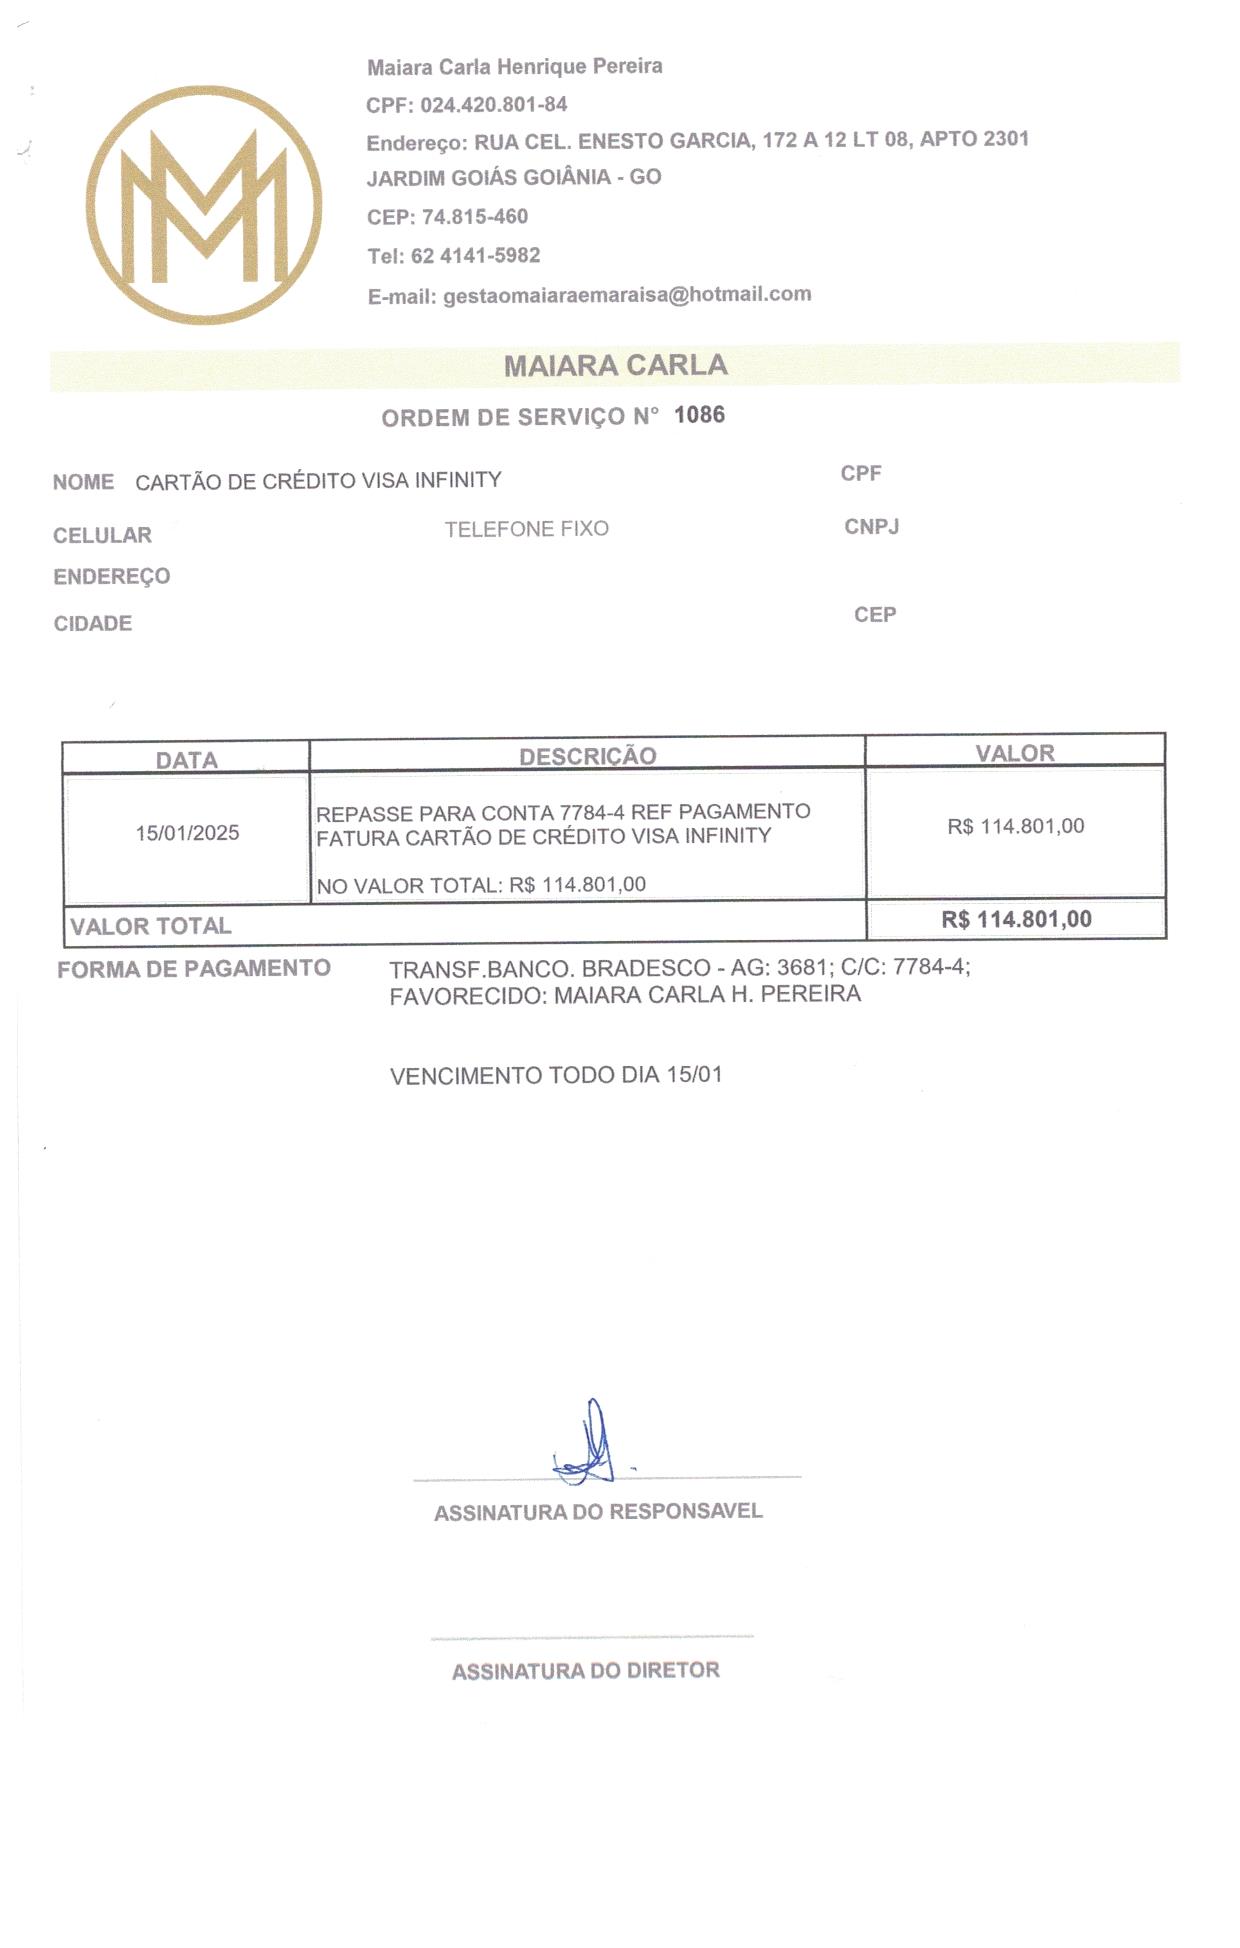 Maiara Carla Henrique Pereira
CPF: 024.420.801-84
Endereço: RUA CEL. ENESTO GARCIA, 172 A 12 LT 08, APTO 2301
JARDIM GOIÁS GOIÂNIA - GO
CEP: 74.815-460
Tel: 62 4141-5982
E-mail: gestaomaiaraemaraisa@hotmail.com
MM
MAIARA CARLA
ORDEM DE SERVIÇO N° 1086
NOME CARTÃO DE CRÉDITO VISA INFINITY CPF
CELULAR TELEFONE FIXO CNPJ
ENDEREÇO
CIDADE CEP
DATA DESCRIÇÃO VALOR
REPASSE PARA CONTA 7784-4 REF PAGAMENTO
15/01/2025 FATURA CARTÃO DE CRÉDITO VISA INFINITY R$ 114.801,00
NO VALOR TOTAL: R$ 114.801,00
VALOR TOTAL R$ 114.801,00
FORMA DE PAGAMENTO TRANSF.BANCO. BRADESCO - AG: 3681; C/C: 7784-4;
FAVORECIDO: MAIARA CARLA H. PEREIRA
VENCIMENTO TODO DIA 15/01
ASSINATURA DO RESPONSAVEL
ASSINATURA DO DIRETOR